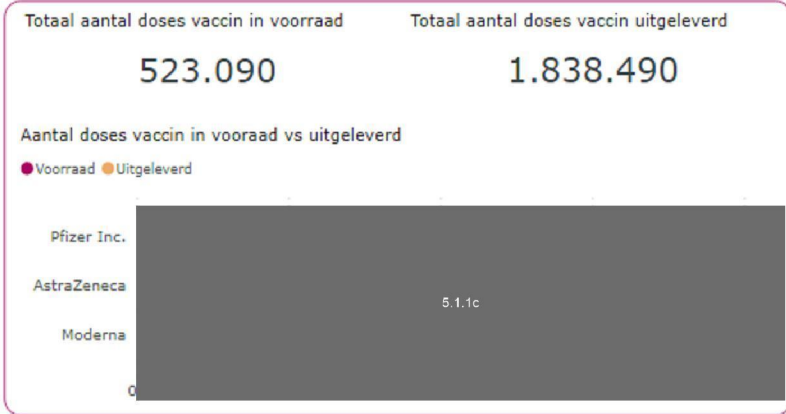 Totaal aantal doses vaccin in voorraad
Totaal aantal doses vaccin uitgeleverd
523.090
1.838.490
Aantal doses vaccin in vooraad vs uitgeleverd
Voorraad Uitgeleverd
Pfizer Inc.
AstraZeneca
5.1.1c
Moderna
0